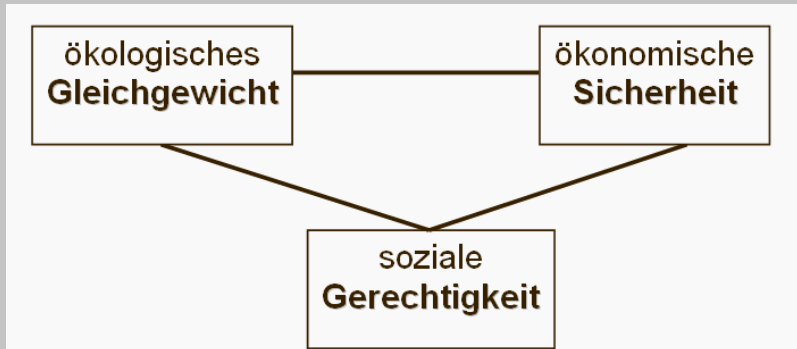 ökologisches
Gleichgewicht
ökonomische
Sicherheit
soziale
Gerechtigkeit